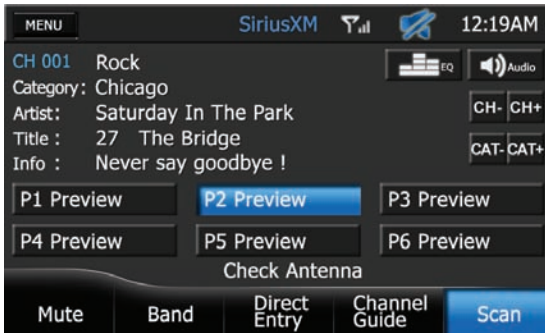 MENU SiriusXM 12:19AM
CH 001 Rock
EQ Audio
Category: Chicago
Artist: Saturday In The Park
CH- CH+
Title : 27 The Bridge
Info : Never say goodbye !
CAT- CAT+
P1 Preview P2 Preview P3 Preview
P4 Preview P5 Preview P6 Preview
Check Antenna
Mute Band Direct Entry Channel Guide Scan